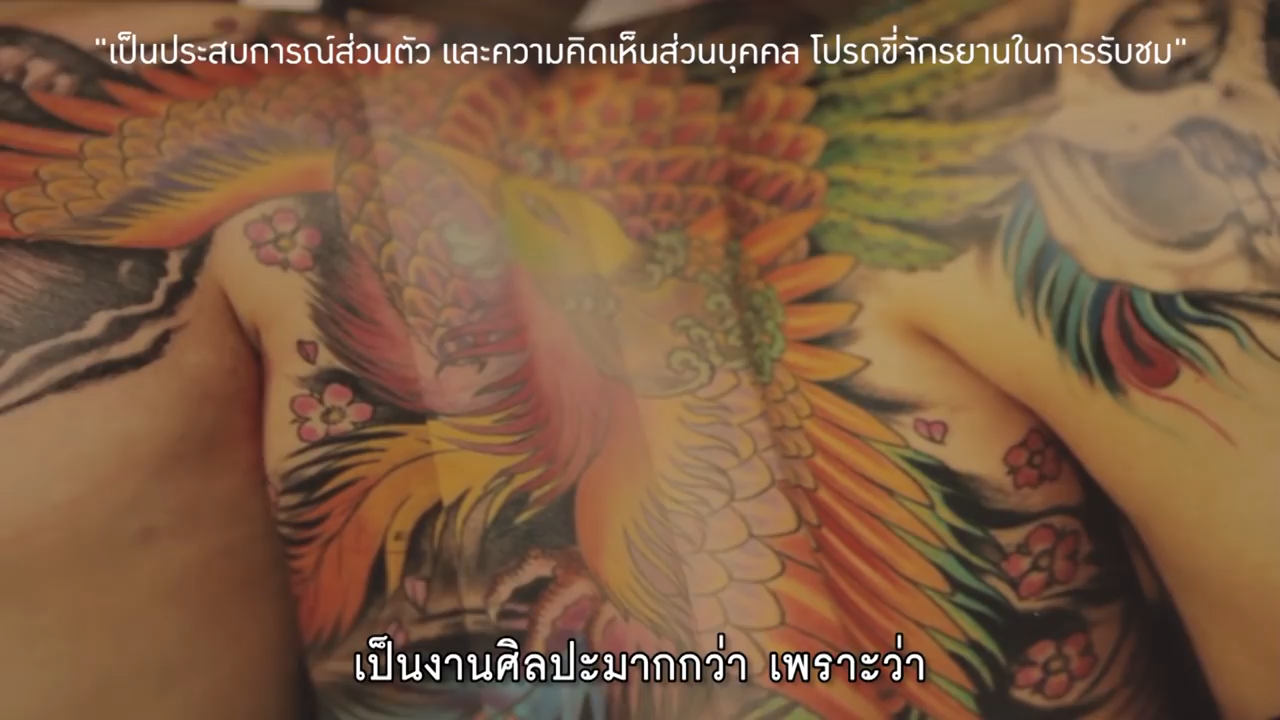 "เป็นประสบการณ์ส่วนตัว และความคิดเห็นส่วนบุคคล โปรดขี่จักรยานในการรับชม"
เป็นงานศิลปะมากกว่า เพราะว่า